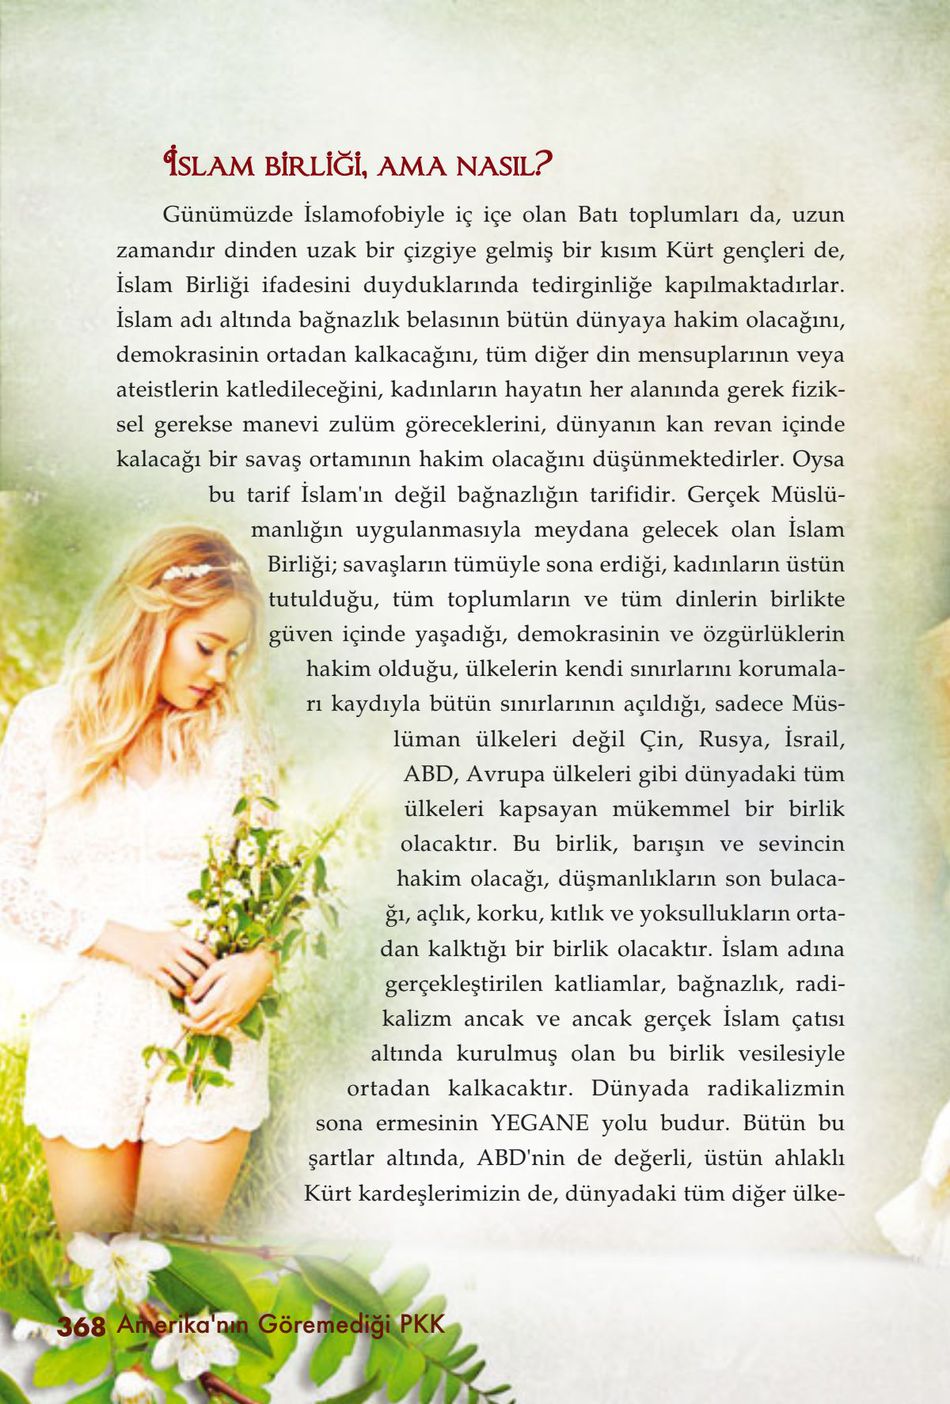 İSLAM BİRLİĞİ, AMA NASIL?
Günümüzde İslamofobiyle iç içe olan Batı toplumları da, uzun
zamandır dinden uzak bir çizgiye gelmiş bir kısım Kürt gençleri de,
İslam Birliği ifadesini duyduklarında tedirginliğe kapılmaktadırlar.
İslam adı altında bağnazlık belasının bütün dünyaya hakim olacağını,
demokrasinin ortadan kalkacağını, tüm diğer din mensuplarının veya
ateistlerin katledileceğini, kadınların hayatın her alanında gerek fizik-
sel gerekse manevi zulüm göreceklerini, dünyanın kan revan içinde
kalacağı bir savaş ortamının hakim olacağını düşünmektedirler. Oysa
bu tarif İslam'ın değil bağnazlığın tarifidir. Gerçek Müslü-
manlığın uygulanmasıyla meydana gelecek olan İslam
Birliği; savaşların tümüyle sona erdiği, kadınların üstün
tutulduğu, tüm toplumların ve tüm dinlerin birlikte
güven içinde yaşadığı, demokrasinin ve özgürlüklerin
hakim olduğu, ülkelerin kendi sınırlarını korumala-
rı kaydıyla bütün sınırlarının açıldığı, sadece Müs-
lüman ülkeleri değil Çin, Rusya, İsrail,
ABD, Avrupa ülkeleri gibi dünyadaki tüm
ülkeleri kapsayan mükemmel bir birlik
olacaktır. Bu birlik, barışın ve sevincin
hakim olacağı, düşmanlıkların son bulaca-
ğı, açlık, korku, kıtlık ve yoksullukların orta-
dan kalktığı bir birlik olacaktır. İslam adına
gerçekleştirilen katliamlar, bağnazlık, radi-
kalizm ancak ve ancak gerçek İslam çatısı
altında kurulmuş olan bu birlik vesilesiyle
ortadan kalkacaktır. Dünyada radikalizmin
sona ermesinin YEGANE yolu budur. Bütün bu
şartlar altında, ABD'nin de değerli, üstün ahlaklı
Kürt kardeşlerimizin de, dünyadaki tüm diğer ülke-
368 Amerika'nın Göremediği PKK